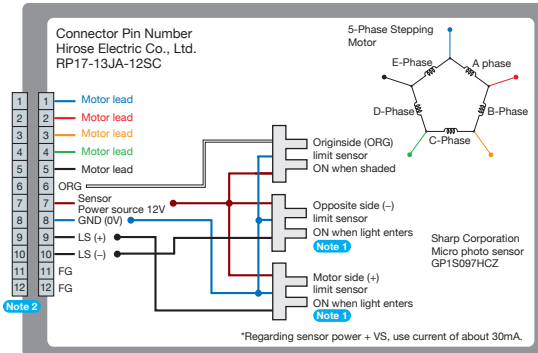 Connector Pin Number
Hirose Electric Co., Ltd.
RP17-13JA-12SC
5-Phase Stepping
Motor
E-Phase
A phase
D-Phase
B-Phase
C-Phase
1 1 Motor lead
2 2 Motor lead
3 3 Motor lead
4 4 Motor lead
5 5 Motor lead
6 6 ORG
7 7 Sensor
Power source 12V
8 8 GND (0V)
9 9 LS (+)
10 10 LS (−)
11 11 FG
12 12 FG
Note 2
Originside (ORG)
limit sensor
ON when shaded
Opposite side (−)
limit sensor
ON when light enters
Note 1
Motor side (+)
limit sensor
ON when light enters
Note 1
Sharp Corporation
Micro photo sensor
GP1S097HCZ
*Regarding sensor power + VS, use current of about 30mA.